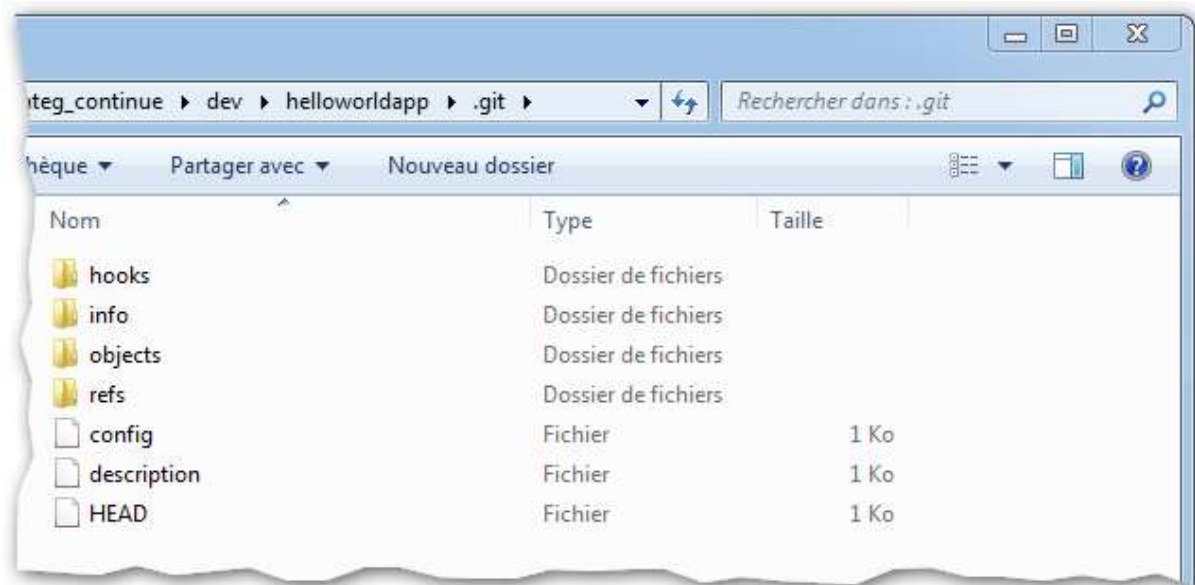 nteg_continue ▸ dev ▸ helloworldapp ▸ .git ▸ Rechercher dans : .git
hèque Partager avec Nouveau dossier
Nom Type Taille
hooks Dossier de fichiers
info Dossier de fichiers
objects Dossier de fichiers
refs Dossier de fichiers
config Fichier 1 Ko
description Fichier 1 Ko
HEAD Fichier 1 Ko